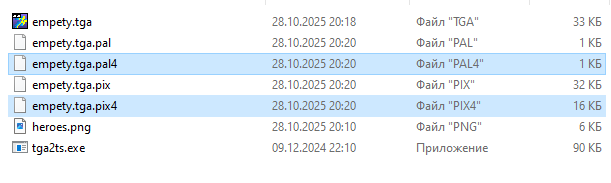 empety.tga 28.10.2025 20:18 Файл "TGA" 33 КБ
empety.tga.pal 28.10.2025 20:20 Файл "PAL" 1 КБ
empety.tga.pal4 28.10.2025 20:20 Файл "PAL4" 1 КБ
empety.tga.pix 28.10.2025 20:20 Файл "PIX" 32 КБ
empety.tga.pix4 28.10.2025 20:20 Файл "PIX4" 16 КБ
heroes.png 28.10.2025 20:10 Файл "PNG" 6 КБ
tga2ts.exe 09.12.2024 22:10 Приложение 90 КБ